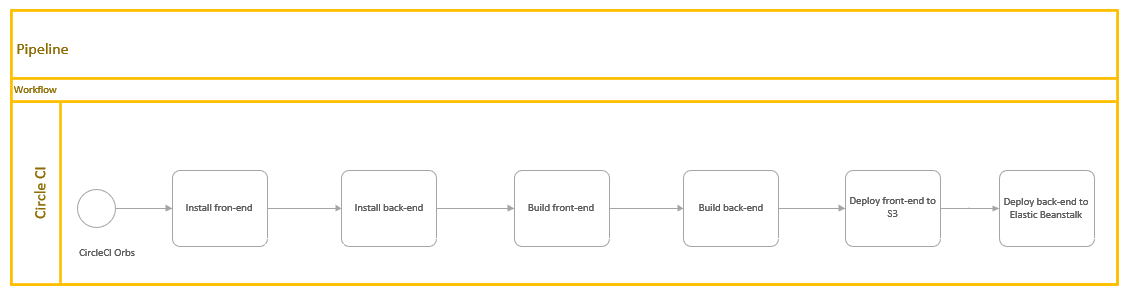 Pipeline
Workflow
Circle CI
CircleCI Orbs
Install fron-end
Install back-end
Build front-end
Build back-end
Deploy front-end to
S3
Deploy back-end to
Elastic Beanstalk